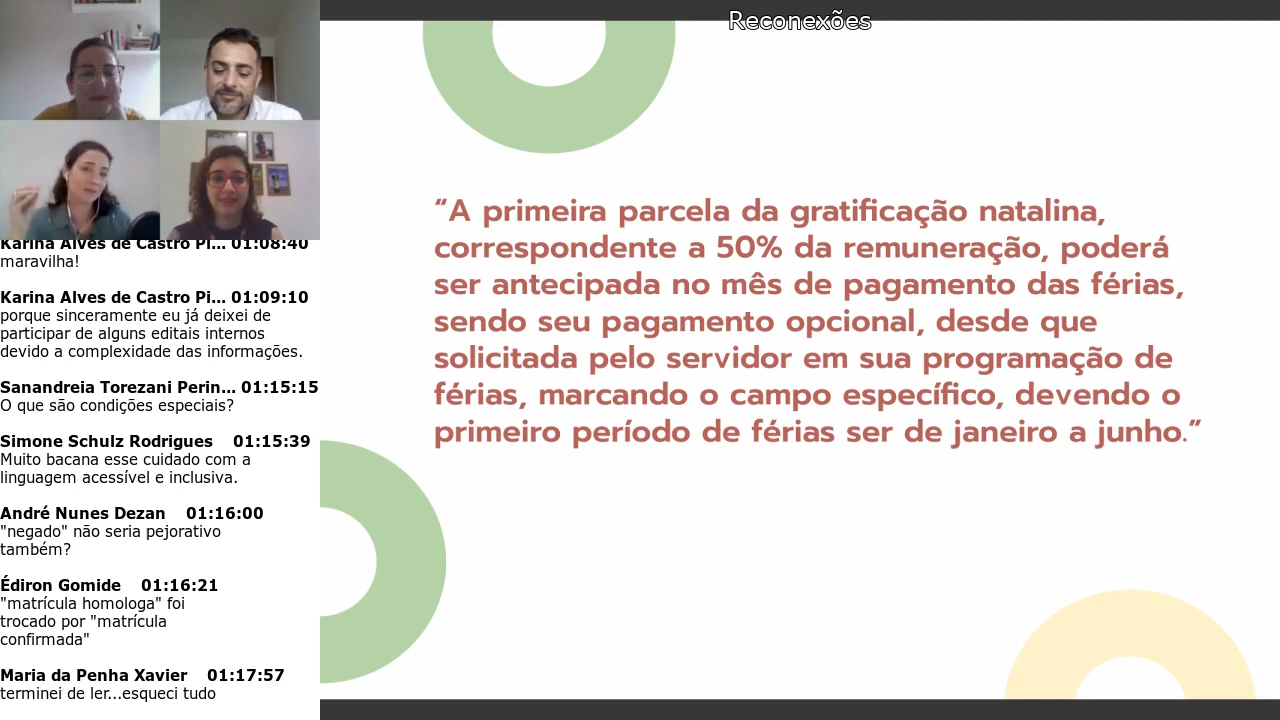 Reconexões
Karina Alves de Castro Pi... 01:08:40
maravilha!
Karina Alves de Castro Pi... 01:09:10
porque sinceramente eu já deixei de
participar de alguns editais internos
devido a complexidade das informações.
Sanandreia Torezani Perin... 01:15:15
O que são condições especiais?
Simone Schulz Rodrigues 01:15:39
Muito bacana esse cuidado com a
linguagem acessível e inclusiva.
André Nunes Dezan 01:16:00
"negado" não seria pejorativo
também?
Édiron Gomide 01:16:21
"matrícula homologa" foi
trocado por "matrícula
confirmada"
Maria da Penha Xavier 01:17:57
terminei de ler...esqueci tudo
“A primeira parcela da gratificação natalina,
correspondente a 50% da remuneração, poderá
ser antecipada no mês de pagamento das férias,
sendo seu pagamento opcional, desde que
solicitada pelo servidor em sua programação de
férias, marcando o campo específico, devendo o
primeiro período de férias ser de janeiro a junho.”